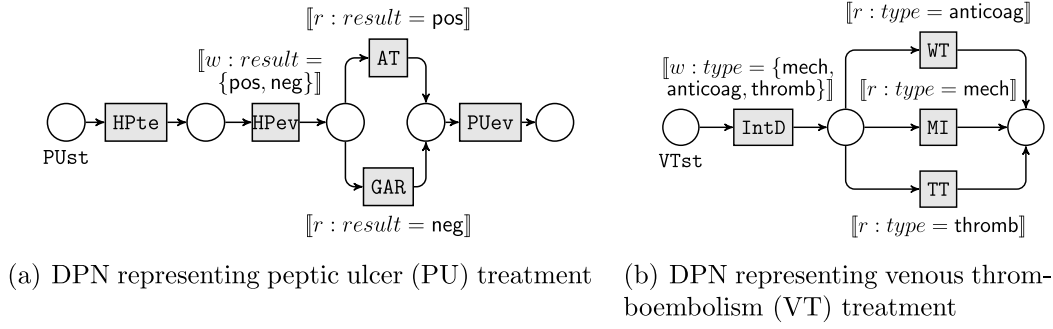 ⟦r : result = pos⟧
⟦w : result =
{pos, neg}⟧
AT
HPte
HPev
PUev
PUst
GAR
⟦r : result = neg⟧
(a) DPN representing peptic ulcer (PU) treatment
⟦r : type = anticoag⟧
WT
⟦w : type = {mech,
anticoag, thromb}⟧
⟦r : type = mech⟧
IntD
MI
VTst
TT
⟦r : type = thromb⟧
(b) DPN representing venous throm-
boembolism (VT) treatment